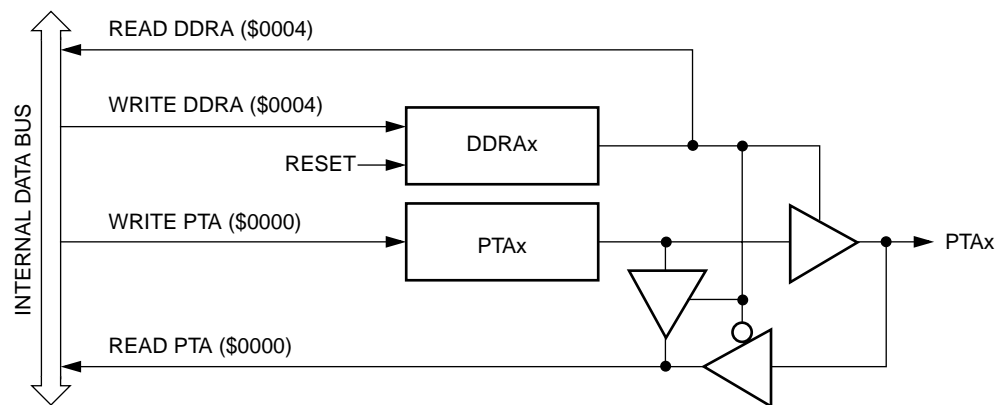 READ DDRA ($0004)
WRITE DDRA ($0004)
DDRAx
RESET
WRITE PTA ($0000)
PTAx
PTAx
READ PTA ($0000)
INTERNAL DATA BUS